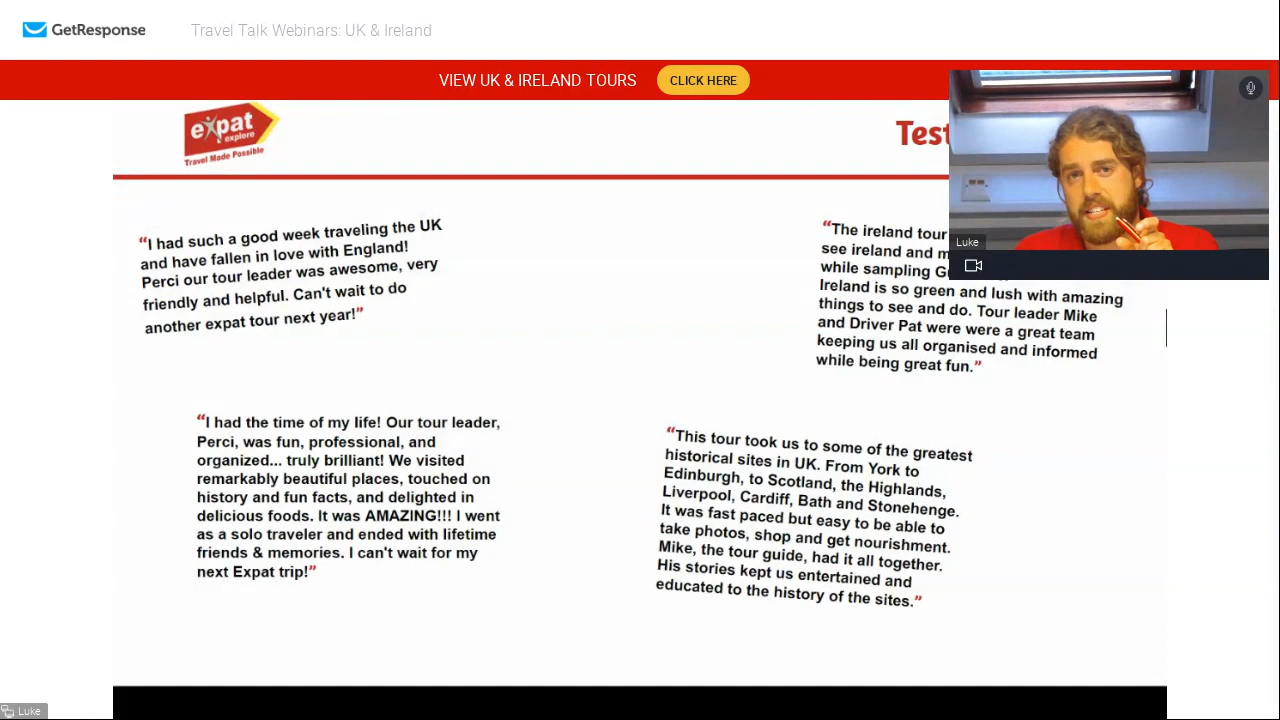 GetResponse
Travel Talk Webinars: UK & Ireland
VIEW UK & IRELAND TOURS
CLICK HERE
expat
explore
Travel Made Possible
Luke
“I had such a good week traveling the UK
and have fallen in love with England!
Perci our tour leader was awesome, very
friendly and helpful. Can't wait to do
another expat tour next year!”
“The ireland tour
see ireland and
while sampling
Ireland is so green and lush with amazing
things to see and do. Tour leader Mike
and Driver Pat were were a great team
keeping us all organised and informed
while being great fun.”
“I had the time of my life! Our tour leader,
Perci, was fun, professional, and
organized... truly brilliant! We visited
remarkably beautiful places, touched on
history and fun facts, and delighted in
delicious foods. It was AMAZING!!! I went
as a solo traveler and ended with lifetime
friends & memories. I can't wait for my
next Expat trip!”
“This tour took us to some of the greatest
historical sites in UK. From York to
Edinburgh, to Scotland, the Highlands,
Liverpool, Cardiff, Bath and Stonehenge.
It was fast paced but easy to be able to
take photos, shop and get nourishment.
Mike, the tour guide, had it all together.
His stories kept us entertained and
educated to the history of the sites.”
Luke